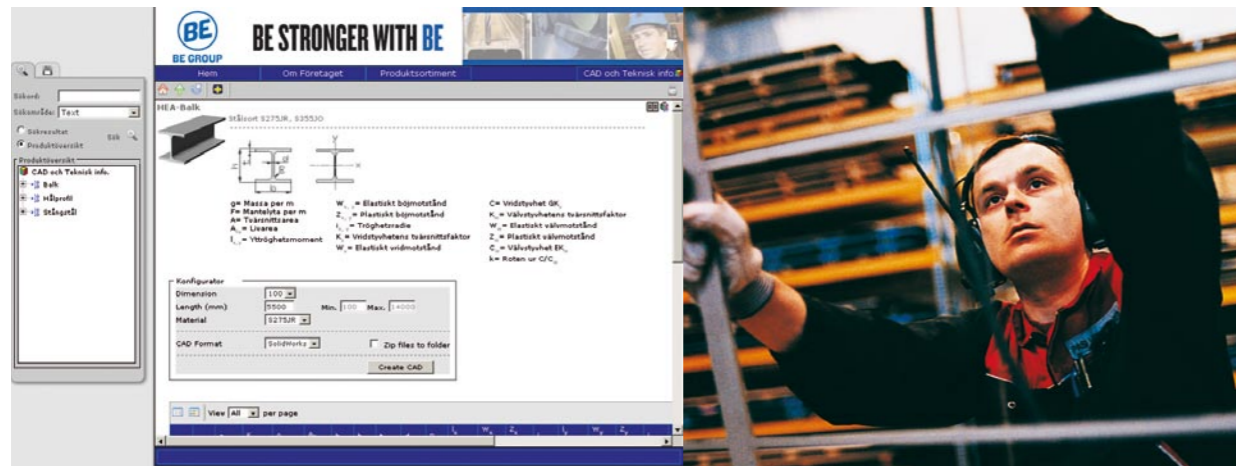 BE
BE GROUP
BE STRONGER WITH BE
Hem
Om Företaget
Produktsortiment
CAD och Teknisk info.
Sökord:
Sökområde: Text
Sökresultat
Sök
Produktöversikt
Produktöversikt
CAD och Teknisk info.
Balk
Hålprofil
Stångstål
HEA-Balk
Stålsort S275JR, S355JO
g= Massa per m
F= Mantelyta per m
A= Tvärsnittsarea
= Livarea
= Yttröghetsmoment
= Elastiskt böjmotstånd
= Plastiskt böjmotstånd
= Tröghetsradie
= Vridstyvhetens tvärsnittsfaktor
= Elastiskt vridmotstånd
C= Vridstyvhet GK
= Välvstyvhetens tvärsnittsfaktor
= Elastiskt välvmotstånd
= Plastiskt välvmotstånd
= Välvstyvhet EK
k= Roten ur C/C
Konfigurator
Dimension 100
Length (mm) 5500 Min. 100 Max. 14000
Material S275JR
CAD Format SolidWorks Zip files to folder
Create CAD
View All per page